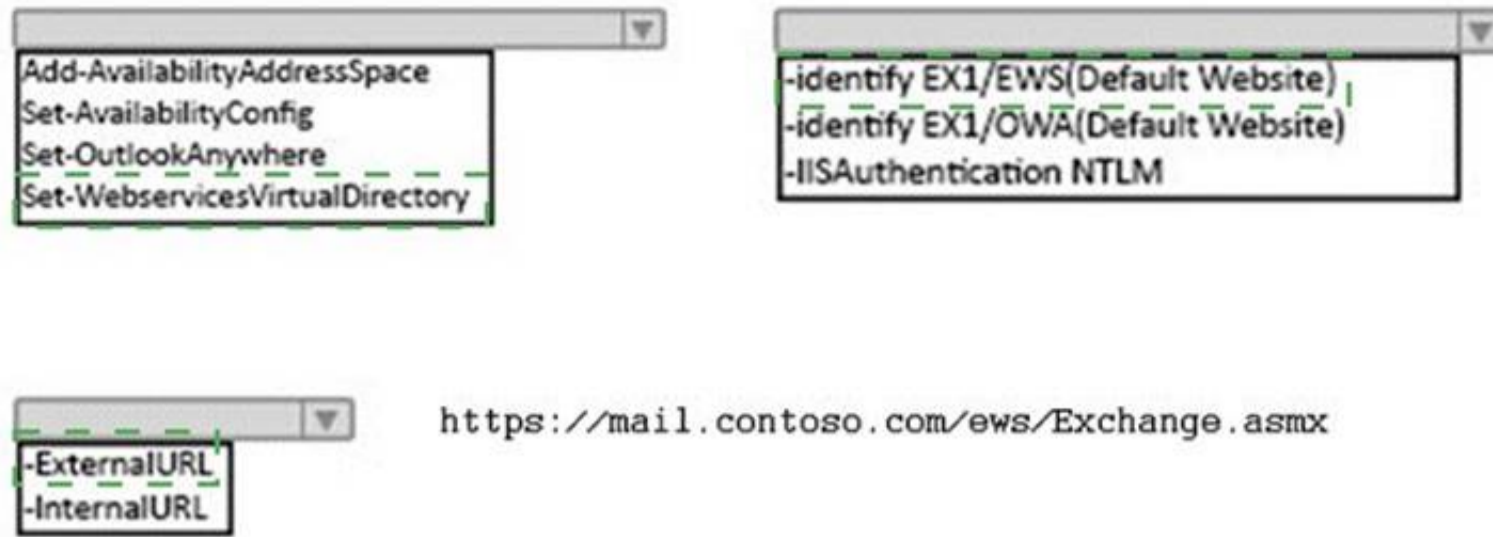 Add-AvailabilityAddressSpace
Set-AvailabilityConfig
Set-OutlookAnywhere
Set-WebservicesVirtualDirectory
-identify EX1/EWS(Default Website)
-identify EX1/OWA(Default Website)
-IISAuthentication NTLM
-ExternalURL
-InternalURL
https://mail.contoso.com/ews/Exchange.asmx